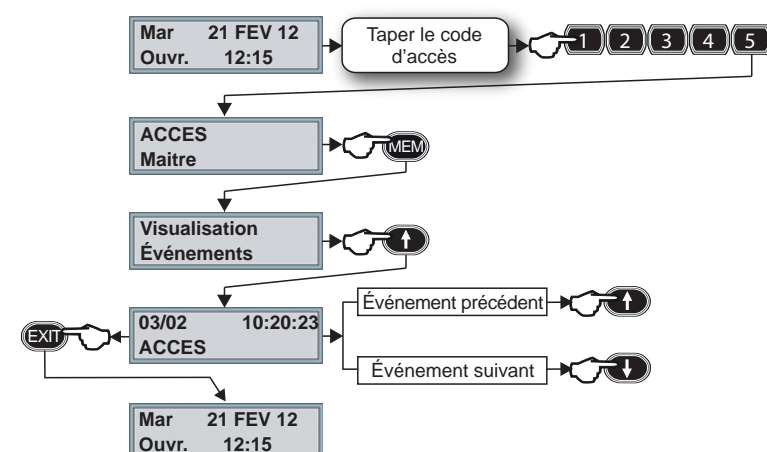 Mar 21 FEV 12
Ouvr. 12:15
Taper le code
d'accès
1 2 3 4 5
ACCES
Maitre
MEM
Visualisation
Événements
03/02 10:20:23
ACCES
EXIT
Événement précédent
Événement suivant
Mar 21 FEV 12
Ouvr. 12:15